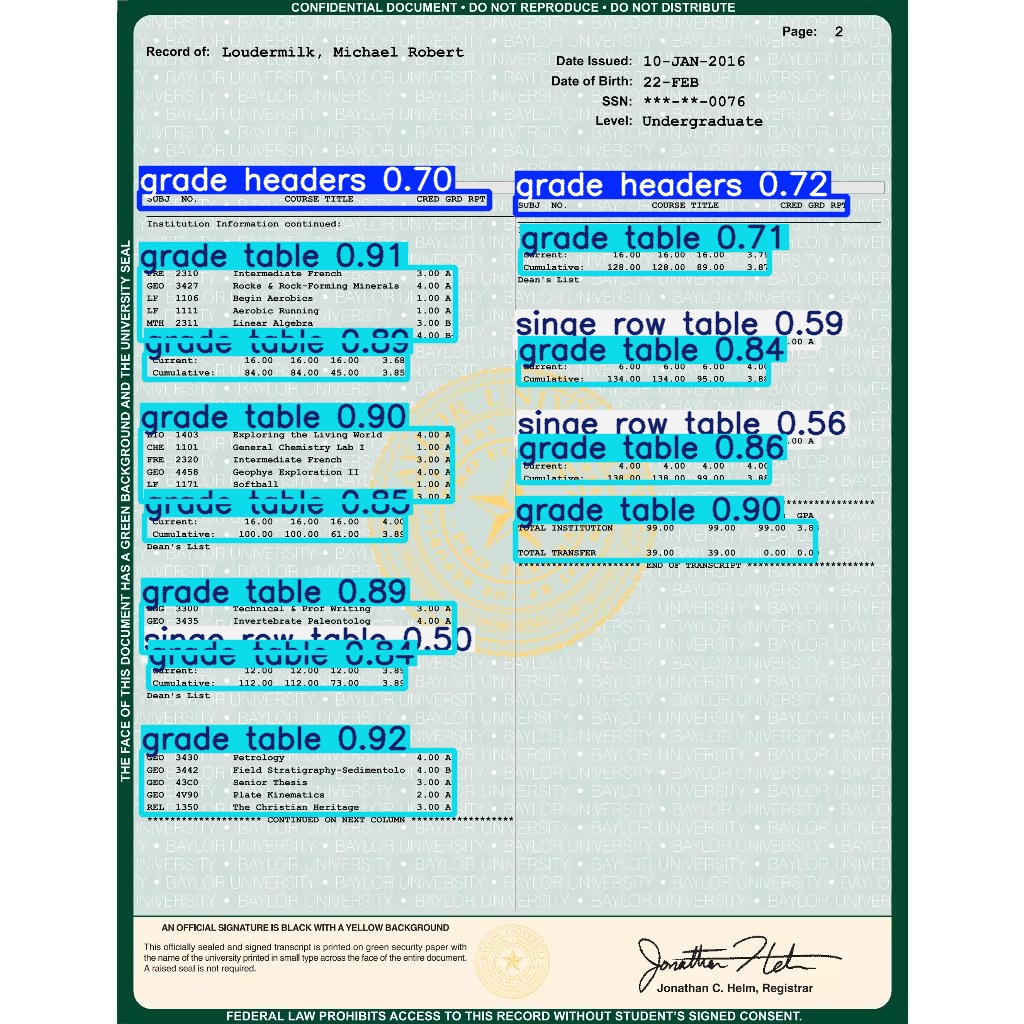 CONFIDENTIAL DOCUMENT • DO NOT REPRODUCE • DO NOT DISTRIBUTE
THE FACE OF THIS DOCUMENT HAS A GREEN BACKGROUND AND THE UNIVERSITY SEAL
Page: 2
Record of: Loudermilk, Michael Robert
Date Issued: 10-JAN-2016
Date of Birth: 22-FEB
SSN: ***-**-0076
Level: Undergraduate
grade headers 0.70
SUBJ NO. COURSE TITLE CRED GRD RPT
Institution Information continued:
grade table 0.91
FRE 2310 Intermediate French 3.00 A
GEO 3427 Rocks & Rock-Forming Minerals 4.00 A
LF 1106 Begin Aerobics 1.00 A
LF 1111 Aerobic Running 1.00 A
MTH 2311 Linear Algebra 3.00 B
4.00 B
grade table 0.89
Current: 16.00 16.00 16.00 3.68
Cumulative: 84.00 84.00 45.00 3.85
grade table 0.90
BIO 1403 Exploring the Living World 4.00 A
CHE 1101 General Chemistry Lab I 1.00 A
FRE 2320 Intermediate French 3.00 A
GEO 4458 Geophys Exploration II 4.00 A
LF 1171 Softball 1.00 A
3.00 A
grade table 0.85
Current: 16.00 16.00 16.00 4.00
Cumulative: 100.00 100.00 61.00 3.89
Dean's List
grade table 0.89
ENG 3300 Technical & Prof Writing 3.00 A
GEO 3435 Invertebrate Paleontolog 4.00 A
singe row table 0.50
grade table 0.84
Current: 12.00 12.00 12.00 3.89
Cumulative: 112.00 112.00 73.00 3.89
Dean's List
grade table 0.92
GEO 3430 Petrology 4.00 A
GEO 3442 Field Stratigraphy-Sedimentolo 4.00 B
GEO 43C0 Senior Thesis 3.00 A
GEO 4V90 Plate Kinematics 2.00 A
REL 1350 The Christian Heritage 3.00 A
******************** CONTINUED ON NEXT COLUMN ******************
grade headers 0.72
SUBJ NO. COURSE TITLE CRED GRD RPT
grade table 0.71
Current: 16.00 16.00 16.00 3.79
Cumulative: 128.00 128.00 89.00 3.87
Dean's List
singe row table 0.59
.00 A
grade table 0.84
Current: 6.00 6.00 6.00 4.00
Cumulative: 134.00 134.00 95.00 3.88
singe row table 0.56
.00 A
grade table 0.86
Current: 4.00 4.00 4.00 4.00
Cumulative: 138.00 138.00 99.00 3.88
grade table 0.90
GPA
TOTAL INSTITUTION 99.00 99.00 99.00 3.8
TOTAL TRANSFER 39.00 39.00 0.00 0.0
********************** END OF TRANSCRIPT **********************
AN OFFICIAL SIGNATURE IS BLACK WITH A YELLOW BACKGROUND
This officially sealed and signed transcript is printed on green security paper with
the name of the university printed in small type across the face of the entire document.
A raised seal is not required.
Jonathan C. Helm, Registrar
FEDERAL LAW PROHIBITS ACCESS TO THIS RECORD WITHOUT STUDENT'S SIGNED CONSENT.